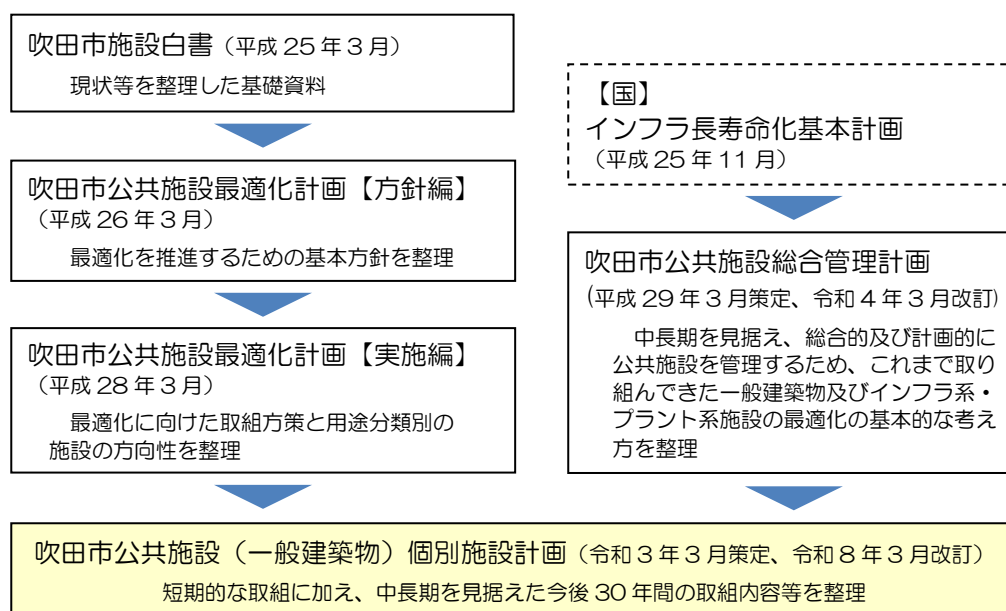 吹田市施設白書（平成25年3月）
現状等を整理した基礎資料
吹田市公共施設最適化計画【方針編】
（平成26年3月）
最適化を推進するための基本方針を整理
吹田市公共施設最適化計画【実施編】
（平成28年3月）
最適化に向けた取組方策と用途分類別の
施設の方向性を整理
【国】
インフラ長寿命化基本計画
（平成25年11月）
吹田市公共施設総合管理計画
(平成29年3月策定、令和4年3月改訂)
中長期を見据え、総合的及び計画的に
公共施設を管理するため、これまで取り
組んできた一般建築物及びインフラ系・
プラント系施設の最適化の基本的な考え
方を整理
吹田市公共施設（一般建築物）個別施設計画（令和3年3月策定、令和8年3月改訂）
短期的な取組に加え、中長期を見据えた今後30年間の取組内容等を整理